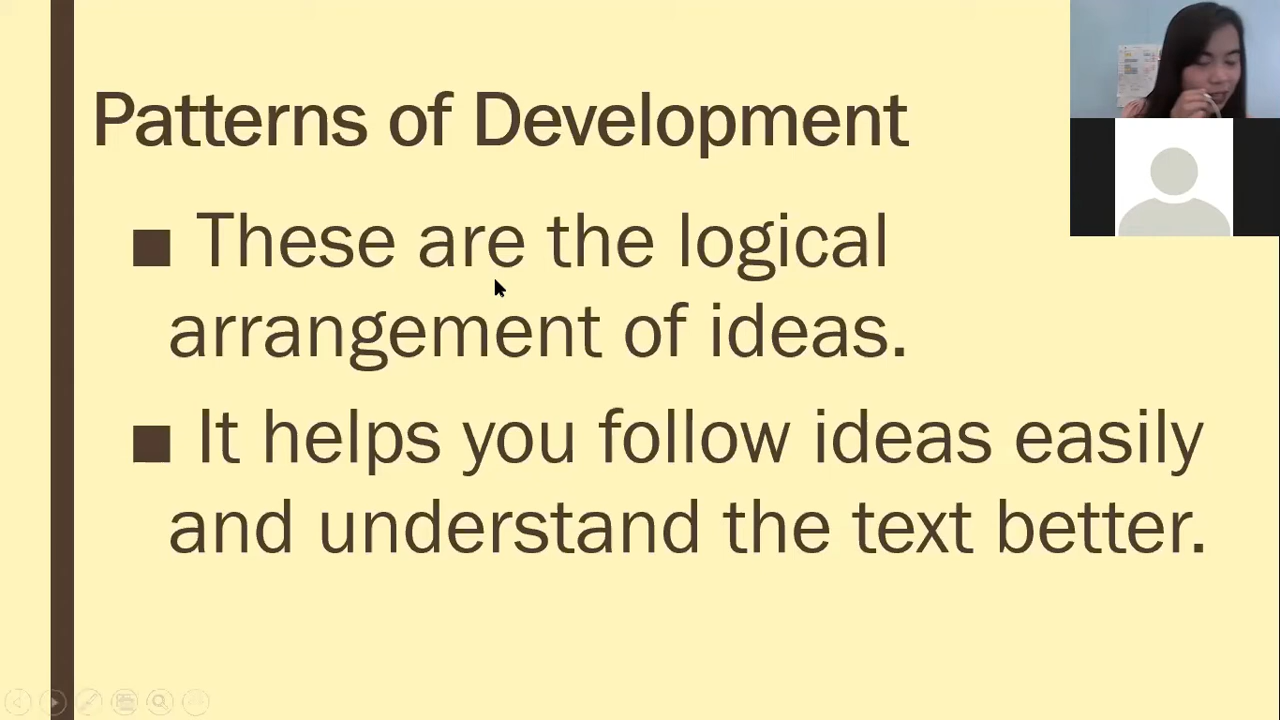 Patterns of Development
■ These are the logical
arrangement of ideas.
■ It helps you follow ideas easily
and understand the text better.